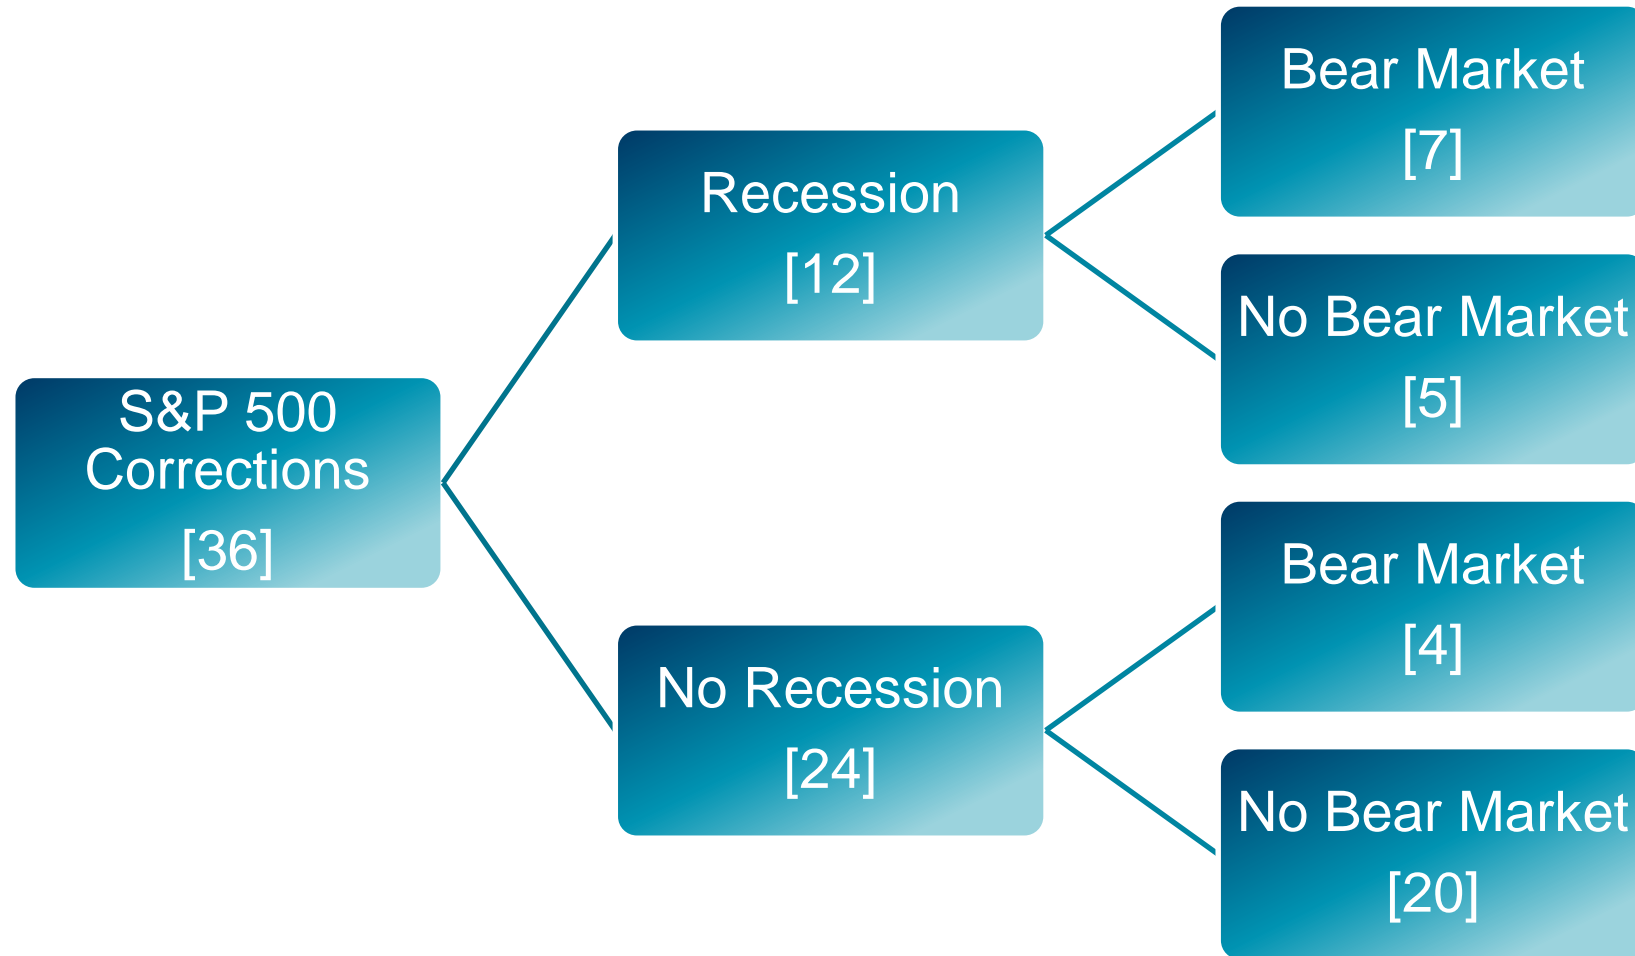 S&P 500
Corrections
[36]
Recession
[12]
No Recession
[24]
Bear Market
[7]
No Bear Market
[5]
Bear Market
[4]
No Bear Market
[20]